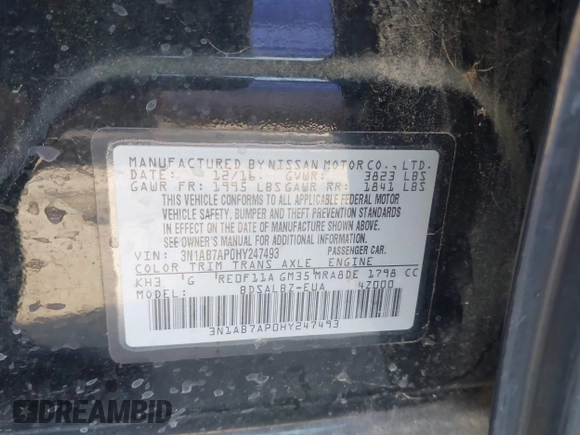 MANUFACTURED BY NISSAN MOTOR CO., LTD.
DATE: 12/16 GVWR: 3823 LBS
GAWR FR: 1995 LBS GAWR RR: 1841 LBS
THIS VEHICLE CONFORMS TO ALL APPLICABLE FEDERAL MOTOR
VEHICLE SAFETY, BUMPER AND THEFT PREVENTION STANDARDS
IN EFFECT ON THE DATE OF MANUFACTURE SHOWN ABOVE.
SEE OWNER'S MANUAL FOR ADDITIONAL INFORMATION.
VIN: 3N1AB7AP0HY247493 PASSENGER CAR.
COLOR TRIM TRANS AXLE ENGINE
KH3 G RE0F11A GM35 MRA8DE 1798 CC
MODEL: BDSALBZ-EUA 4Z000
3N1AB7AP0HY247493
DREAMBID